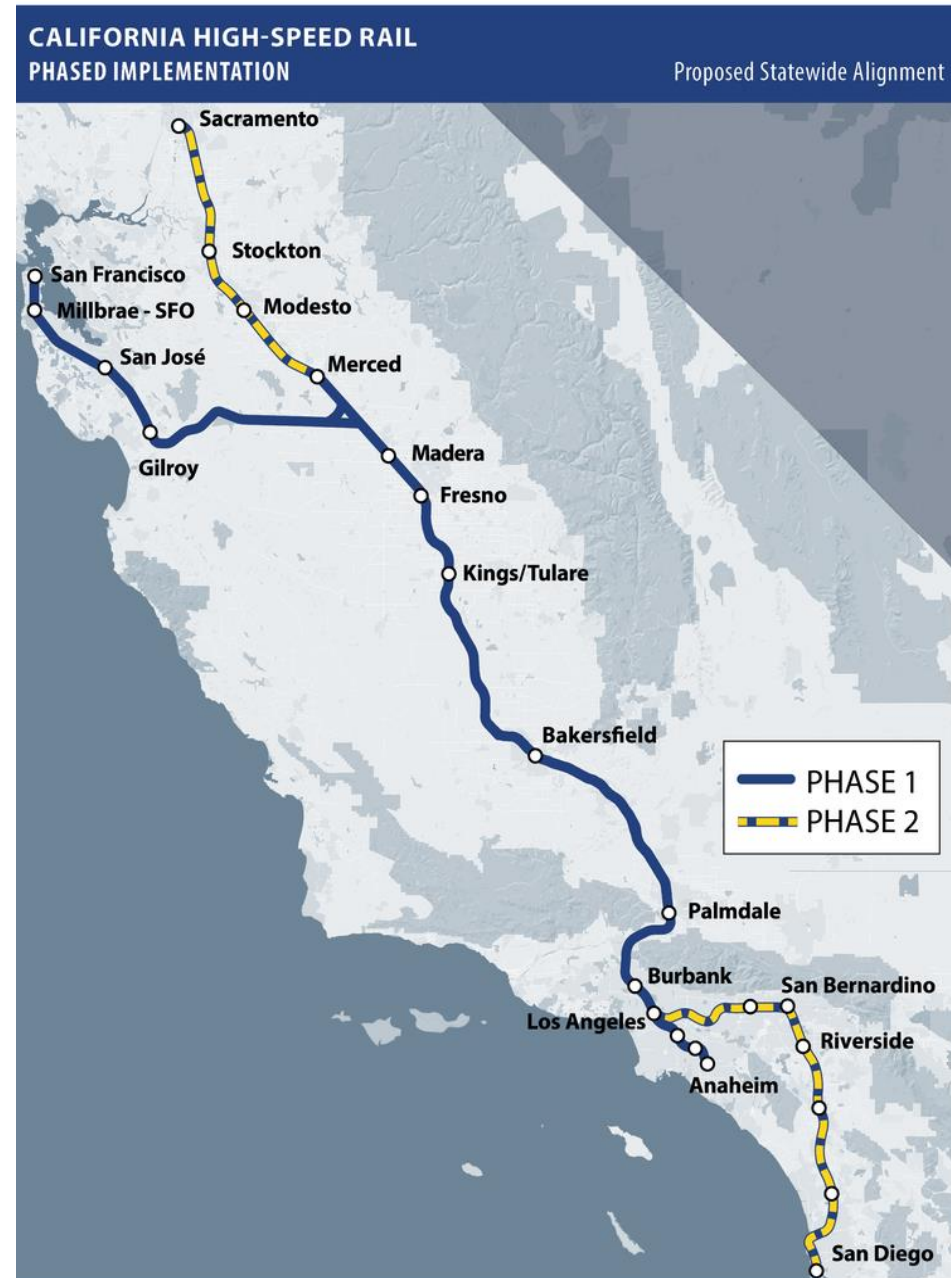 CALIFORNIA HIGH-SPEED RAIL
PHASED IMPLEMENTATION
Proposed Statewide Alignment
Sacramento
Stockton
San Francisco
Millbrae - SFO
Modesto
San José
Merced
Gilroy
Madera
Fresno
Kings/Tulare
Bakersfield
PHASE 1
PHASE 2
Palmdale
Burbank
San Bernardino
Los Angeles
Riverside
Anaheim
San Diego